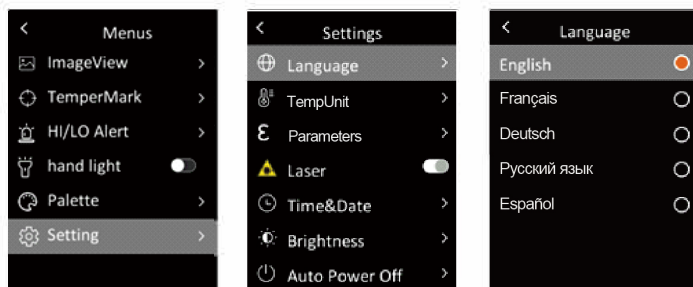 Menus
ImageView
TemperMark
HI/LO Alert
hand light
Palette
Setting
Settings
Language
TempUnit
Parameters
Laser
Time&Date
Brightness
Auto Power Off
Language
English
Français
Deutsch
Русский язык
Español